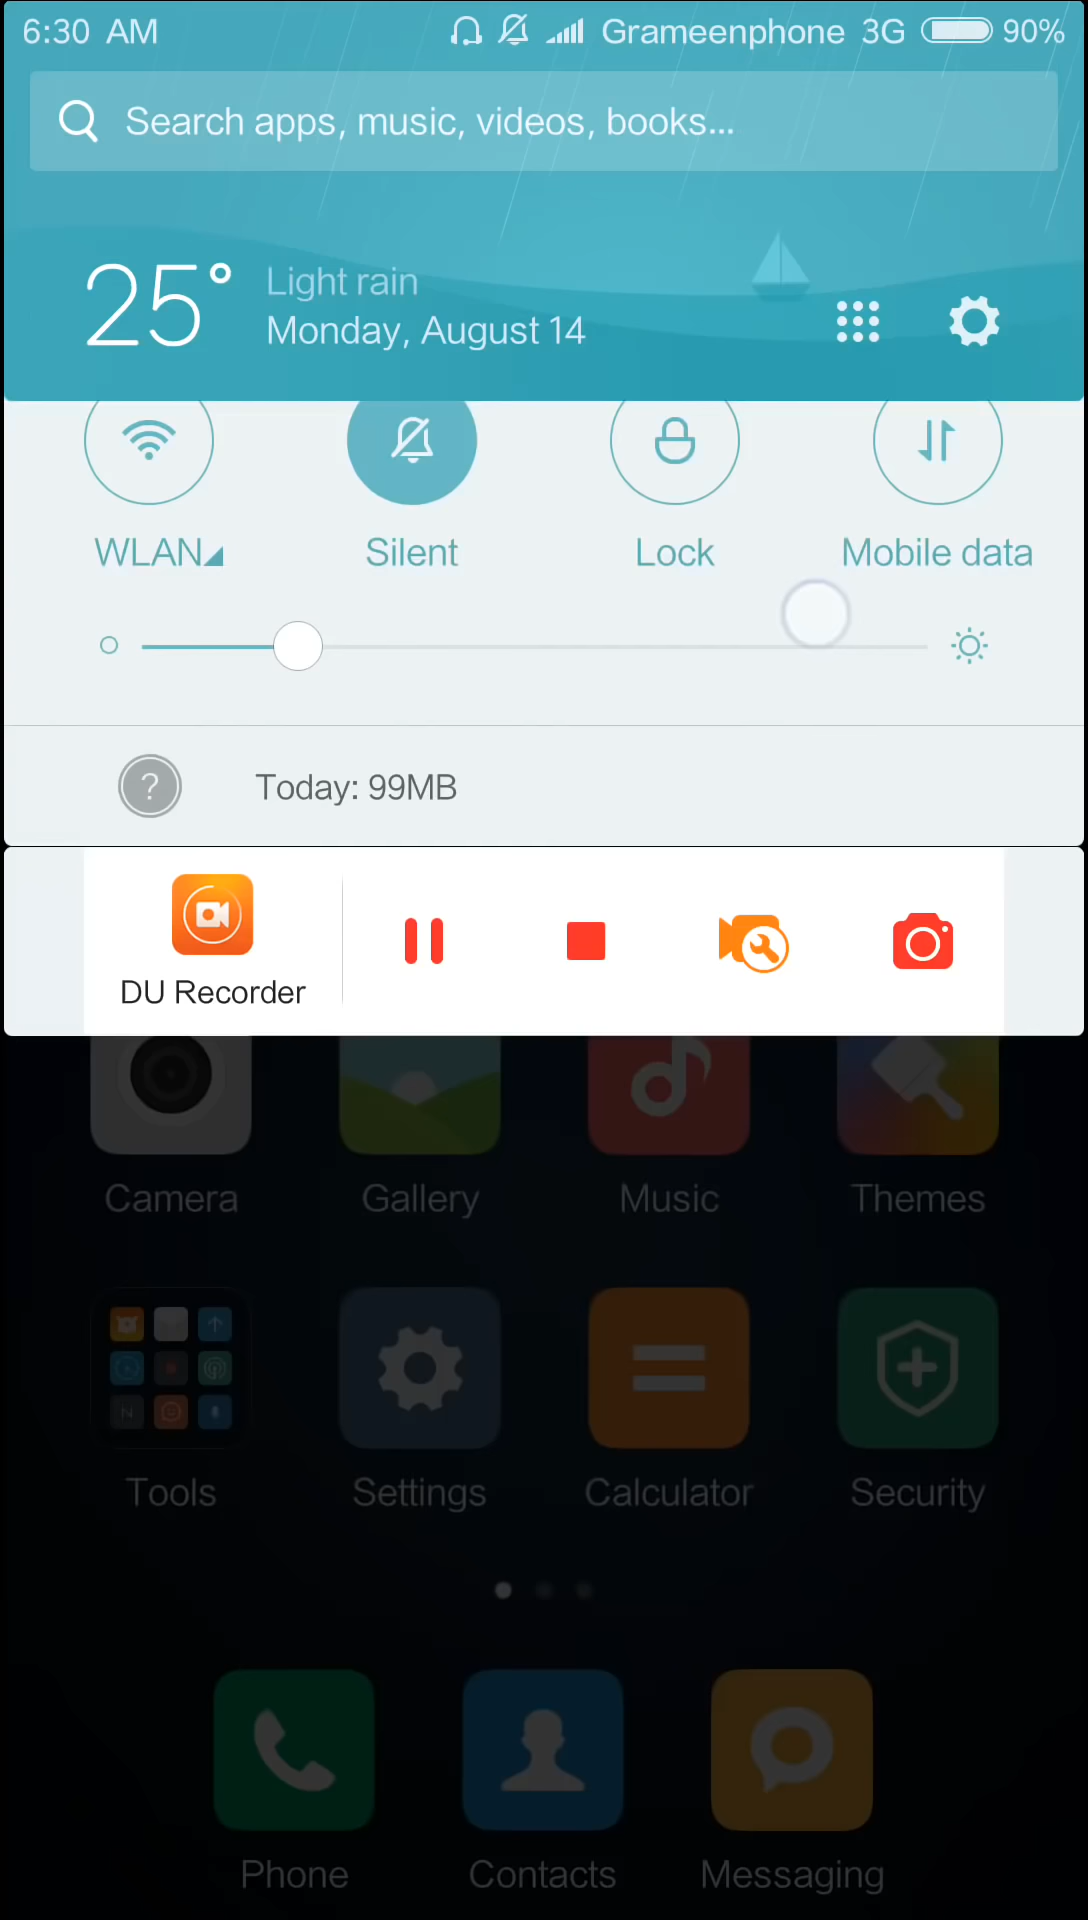 6:30 AM Grameenphone 3G 90%
Search apps, music, videos, books...
25°
Light rain
Monday, August 14
WLAN Silent Lock Mobile data
? Today: 99MB
DU Recorder
Camera Gallery Music Themes
N
Tools Settings Calculator Security
Phone Contacts Messaging